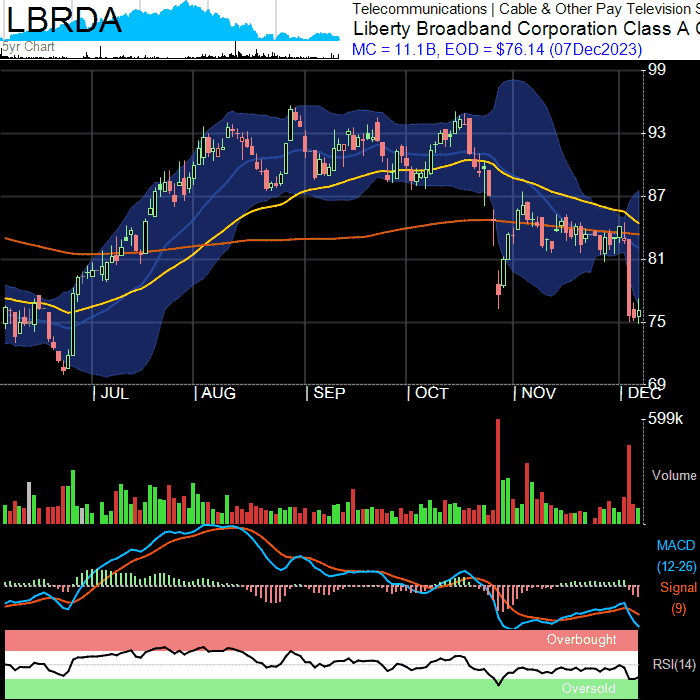 LBRDA
5yr Chart
Telecommunications | Cable & Other Pay Television S
Liberty Broadband Corporation Class A C
MC = 11.1B, EOD = $76.14 (07Dec2023)
99
93
87
81
75
69
| JUL
| AUG
| SEP
| OCT
| NOV
| DEC
599k
Volume
MACD
(12-26)
Signal
(9)
Overbought
RSI(14)
Oversold